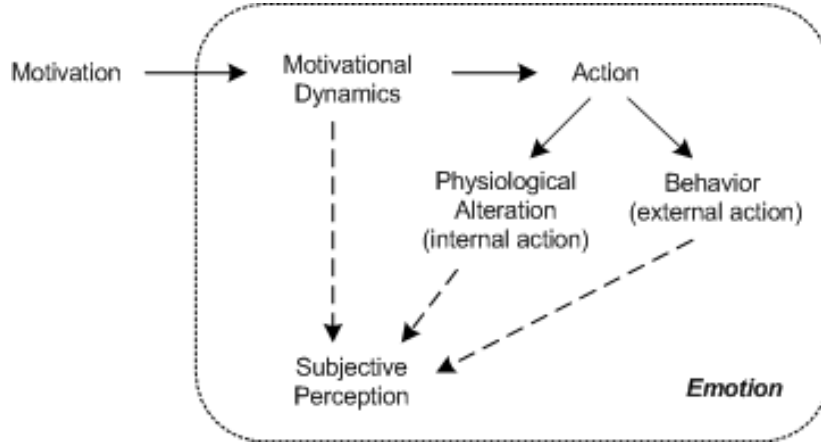 Motivation
Motivational
Dynamics
Action
Physiological
Alteration
(internal action)
Behavior
(external action)
Subjective
Perception
Emotion